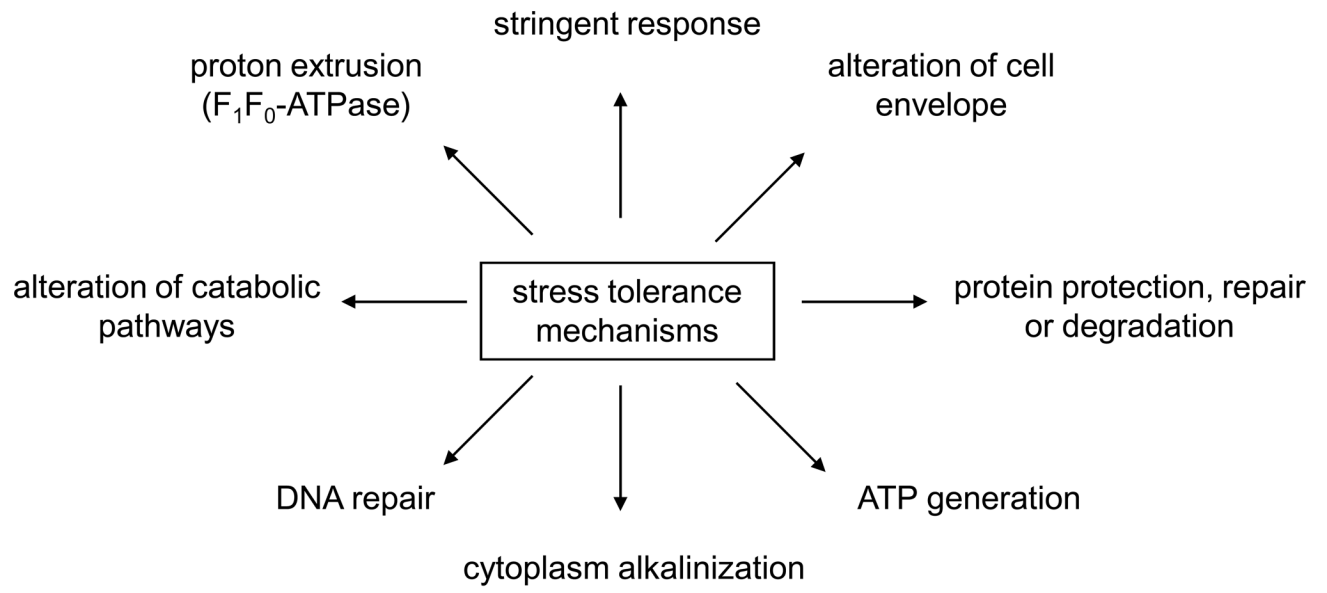 stringent response
proton extrusion
(F₁F₀-ATPase)
alteration of cell
envelope
alteration of catabolic
pathways
stress tolerance
mechanisms
protein protection, repair
or degradation
DNA repair
ATP generation
cytoplasm alkalinization